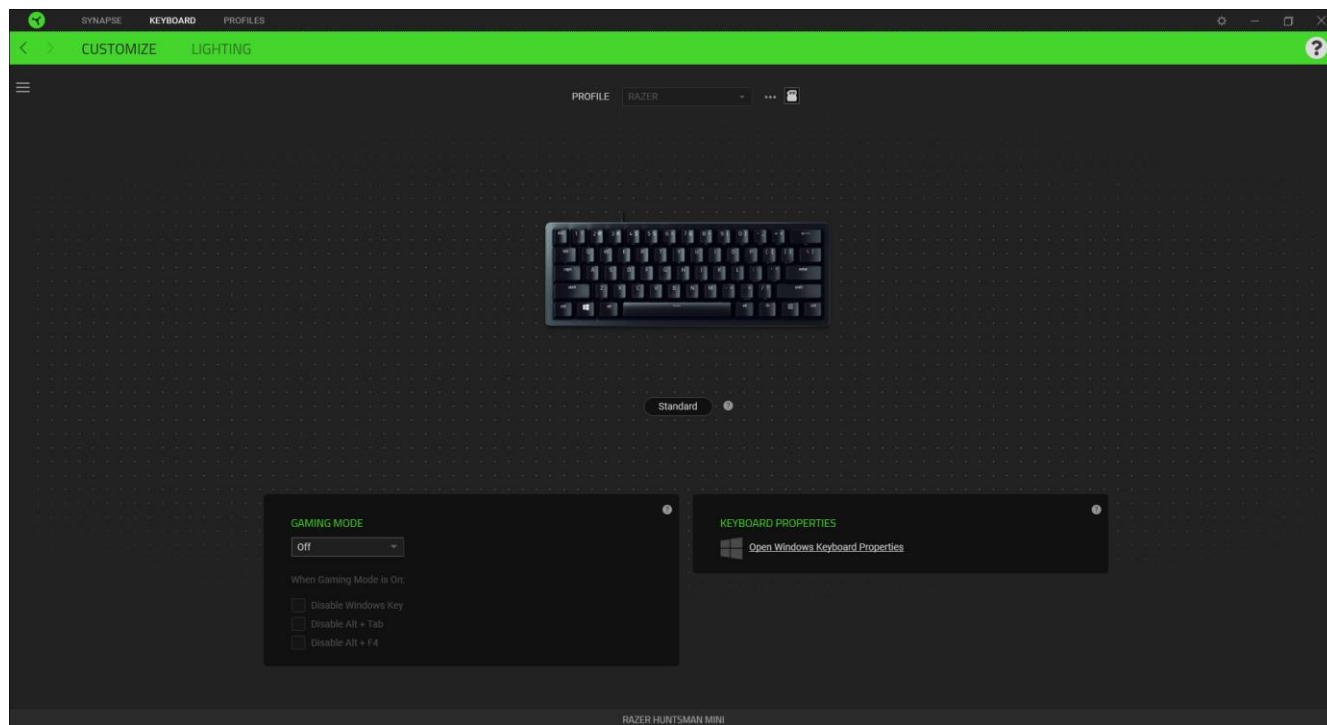 SYNAPSE KEYBOARD PROFILES
CUSTOMIZE LIGHTING
?
PROFILE RAZER
Standard ?
GAMING MODE ?
Off
When Gaming Mode is On:
Disable Windows Key
Disable Alt + Tab
Disable Alt + F4
KEYBOARD PROPERTIES ?
Open Windows Keyboard Properties
RAZER HUNTSMAN MINI